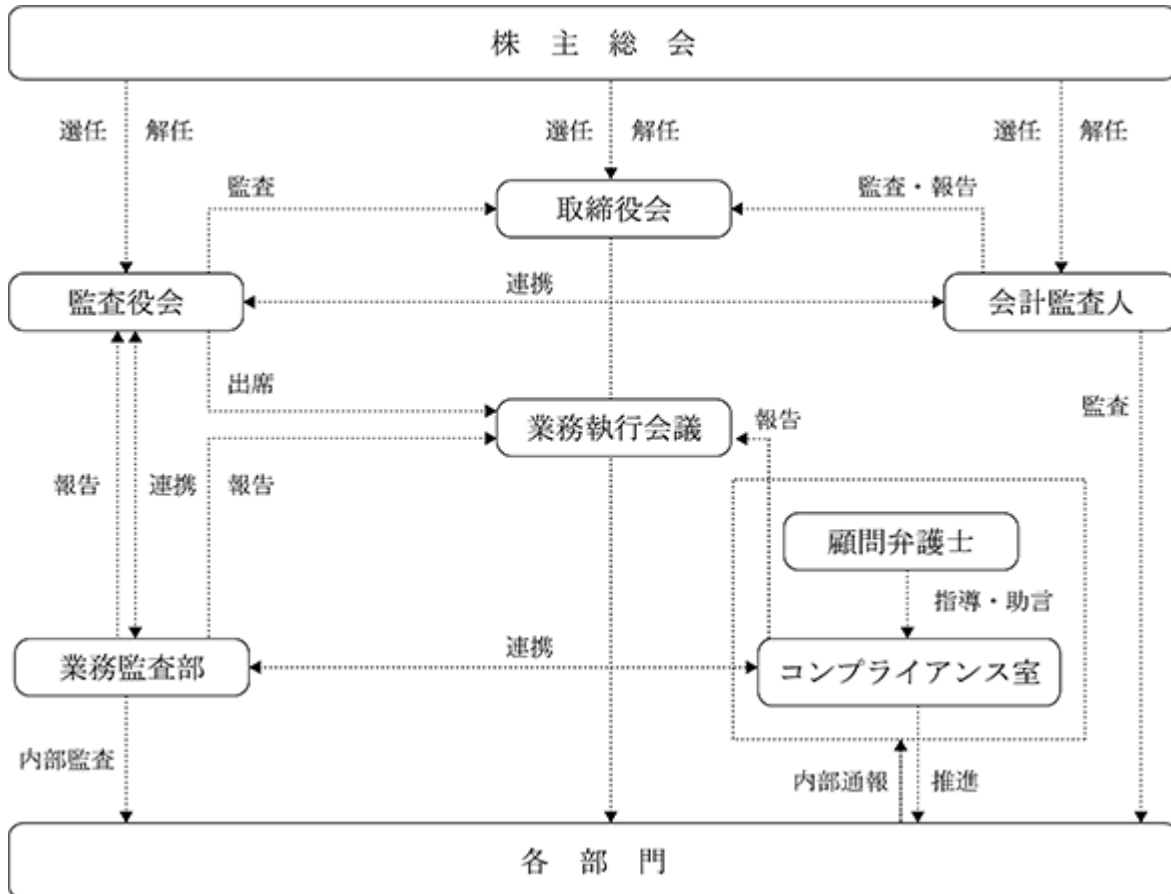 株主総会
選任
解任
選任
解任
選任
解任
監査
取締役会
監査・報告
監査役会
連携
会計監査人
出席
業務執行会議
報告
監査
報告
連携
報告
顧問弁護士
指導・助言
業務監査部
連携
コンプライアンス室
内部監査
内部通報
推進
各部門